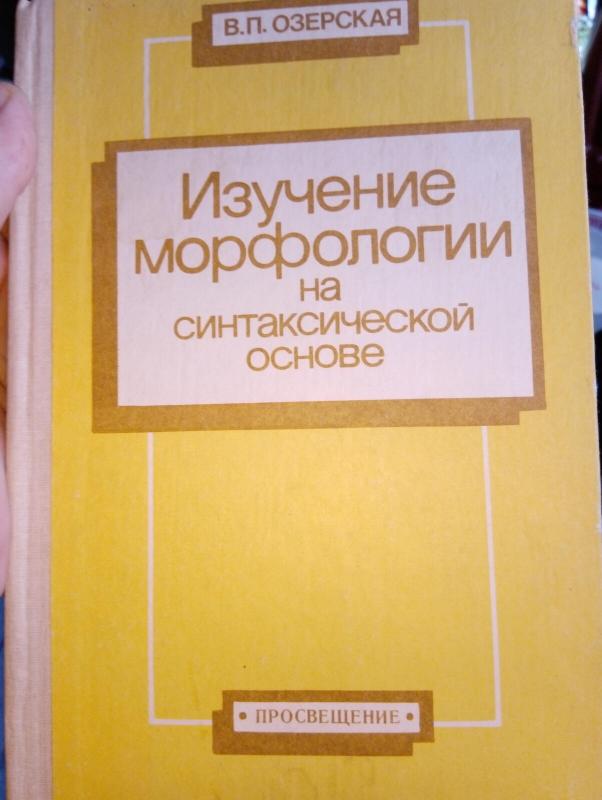 В.П. ОЗЕРСКАЯ
Изучение
морфологии
на
синтаксической
основе
• ПРОСВЕЩЕНИЕ •